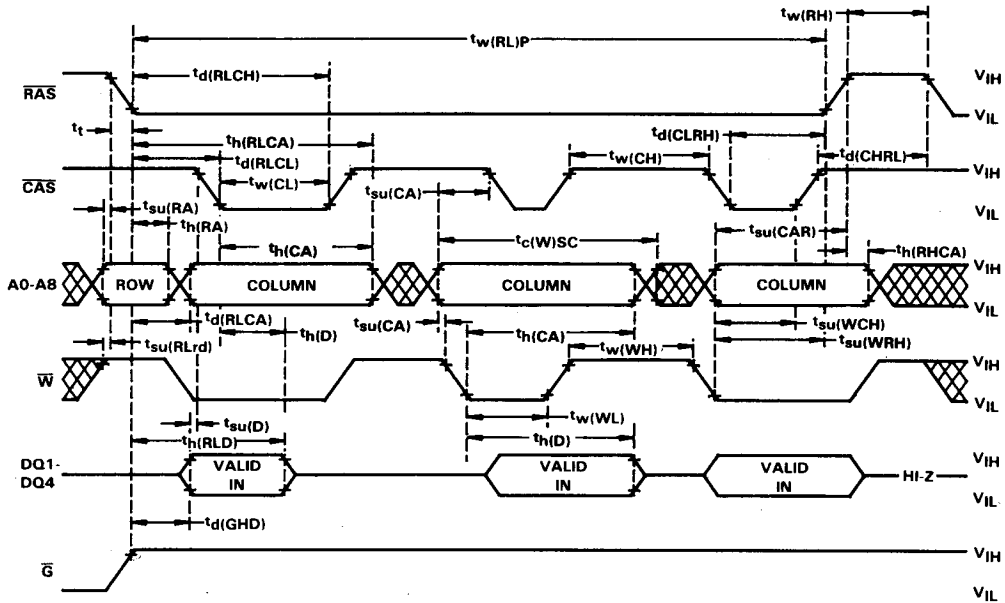 tw(RH)
tw(RL)P
td(RLCH)
RAS
VIH
VIL
tt
th(RLCA)
td(CLRH)
td(RLCL)
tw(CH)
td(CHRL)
tw(CL)
tsu(CA)
CAS
VIH
VIL
tsu(RA)
th(RA)
tsu(CAR)
th(CA)
tc(W)SC
th(RHCA)
A0-A8
ROW
COLUMN
COLUMN
COLUMN
VIH
VIL
td(RLCA)
th(D)
tsu(CA)
th(CA)
tsu(WCH)
tsu(RLrd)
tw(WH)
tsu(WRH)
W
VIH
VIL
tsu(D)
tw(WL)
th(RLD)
th(D)
DQ1-
DQ4
VALID
IN
VALID
IN
VALID
IN
HI-Z
VIH
VIL
td(GHD)
G
VIH
VIL